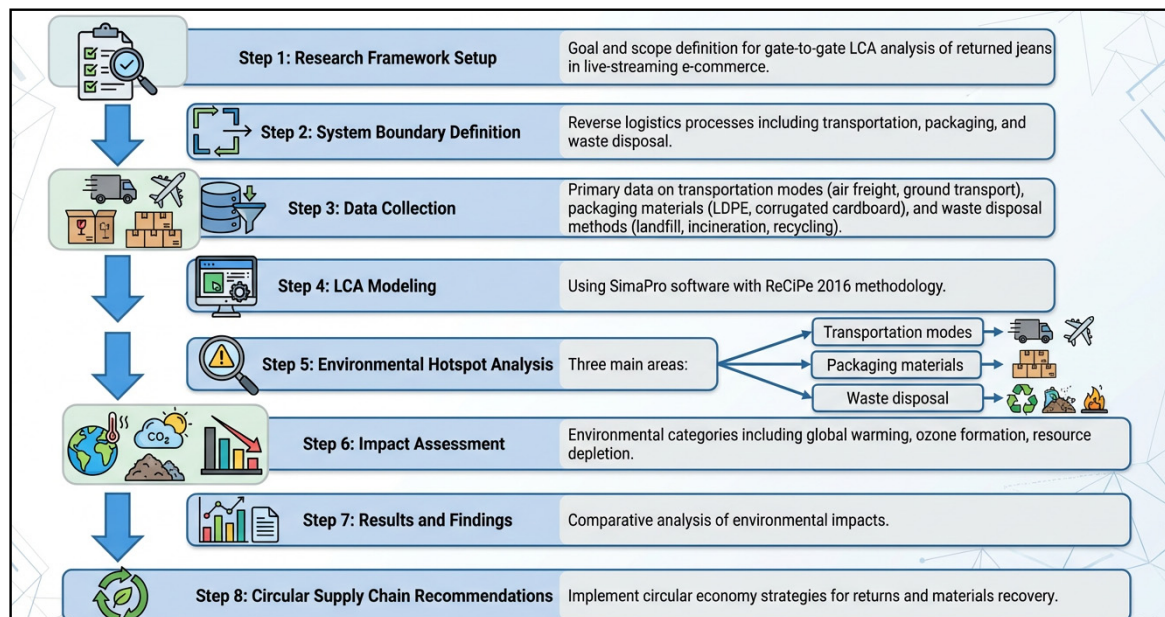 Step 1: Research Framework Setup
Goal and scope definition for gate-to-gate LCA analysis of returned jeans
in live-streaming e-commerce.
Step 2: System Boundary Definition
Reverse logistics processes including transportation, packaging, and
waste disposal.
Step 3: Data Collection
Primary data on transportation modes (air freight, ground transport),
packaging materials (LDPE, corrugated cardboard), and waste disposal
methods (landfill, incineration, recycling).
Step 4: LCA Modeling
Using SimaPro software with ReCiPe 2016 methodology.
Step 5: Environmental Hotspot Analysis
Three main areas:
Transportation modes
Packaging materials
Waste disposal
CO₂
Step 6: Impact Assessment
Environmental categories including global warming, ozone formation, resource
depletion.
Step 7: Results and Findings
Comparative analysis of environmental impacts.
Step 8: Circular Supply Chain Recommendations
Implement circular economy strategies for returns and materials recovery.